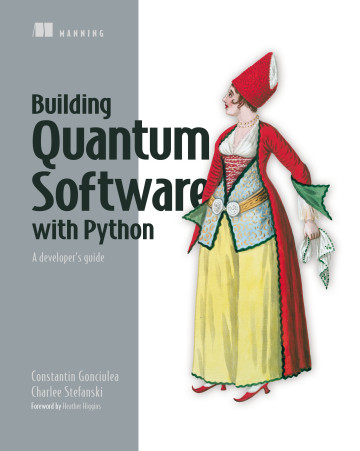 MANNING
Building
Quantum
Software
with Python
A developer's guide
Constantin Gonciulea
Charlee Stefanski
Foreword by Heather Higgins